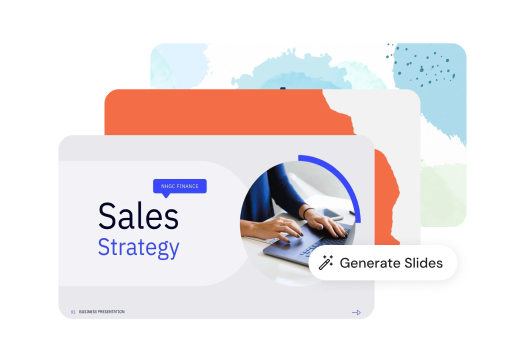 NHGC FINANCE
Sales
Strategy
Generate Slides
01 BUSINESS PRESENTATION